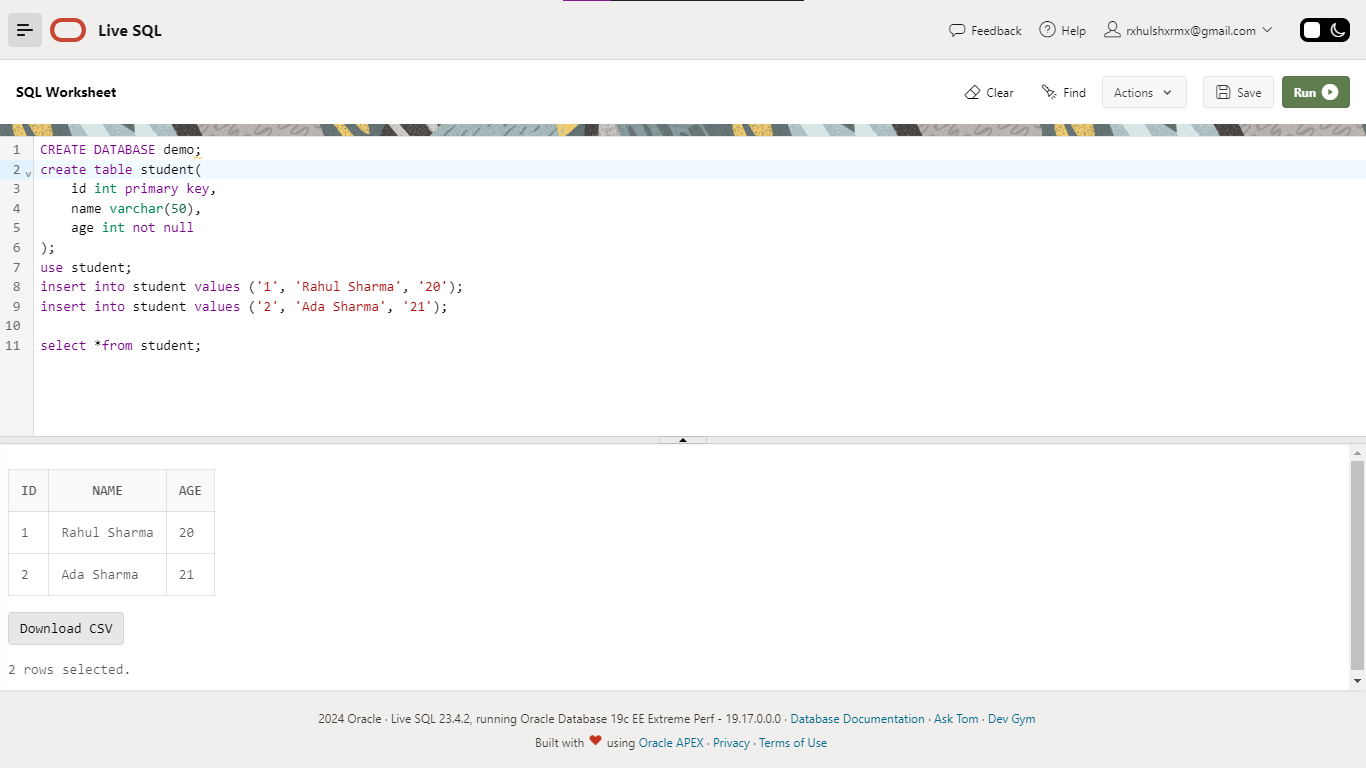 Live SQL
Feedback Help rxhulshxrmx@gmail.com
SQL Worksheet
Clear Find Actions Save Run
1 CREATE DATABASE demo;
2 create table student(
3 id int primary key,
4 name varchar(50),
5 age int not null
6 );
7 use student;
8 insert into student values ('1', 'Rahul Sharma', '20');
9 insert into student values ('2', 'Ada Sharma', '21');
10
11 select *from student;
ID NAME AGE
1 Rahul Sharma 20
2 Ada Sharma 21
Download CSV
2 rows selected.
2024 Oracle · Live SQL 23.4.2, running Oracle Database 19c EE Extreme Perf - 19.17.0.0.0 · Database Documentation · Ask Tom · Dev Gym
Built with ❤ using Oracle APEX · Privacy · Terms of Use